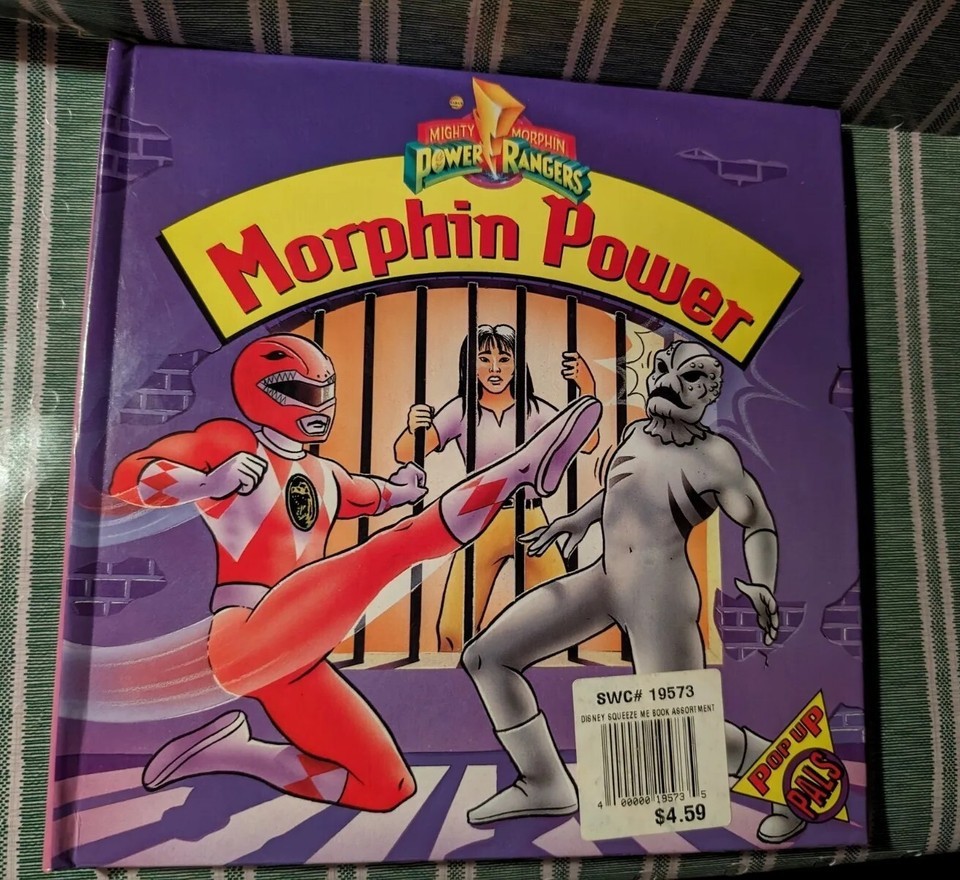 MIGHTY MORPHIN
POWER RANGERS
Morphin Power
SWC# 19573
DISNEY SQUEEZE ME BOOK ASSORTMENT
4 00000 19573 5
$4.59
POP UP
PALS